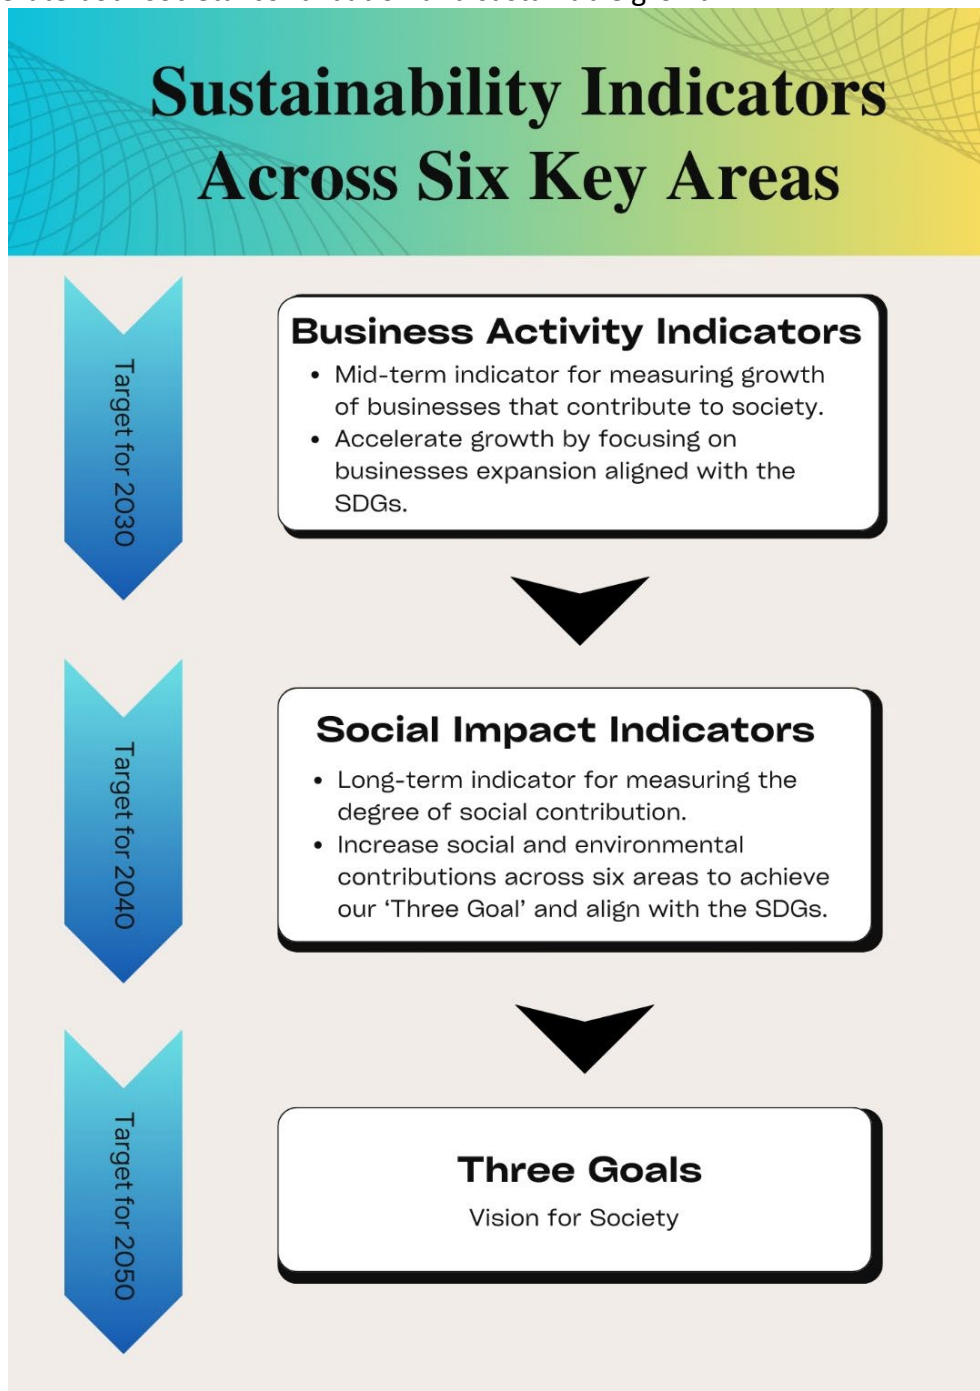 Sustainability Indicators
Across Six Key Areas
Target for 2030
Business Activity Indicators
• Mid-term indicator for measuring growth
of businesses that contribute to society.
• Accelerate growth by focusing on
businesses expansion aligned with the
SDGs.
Target for 2040
Social Impact Indicators
• Long-term indicator for measuring the
degree of social contribution.
• Increase social and environmental
contributions across six areas to achieve
our ‘Three Goal’ and align with the SDGs.
Target for 2050
Three Goals
Vision for Society